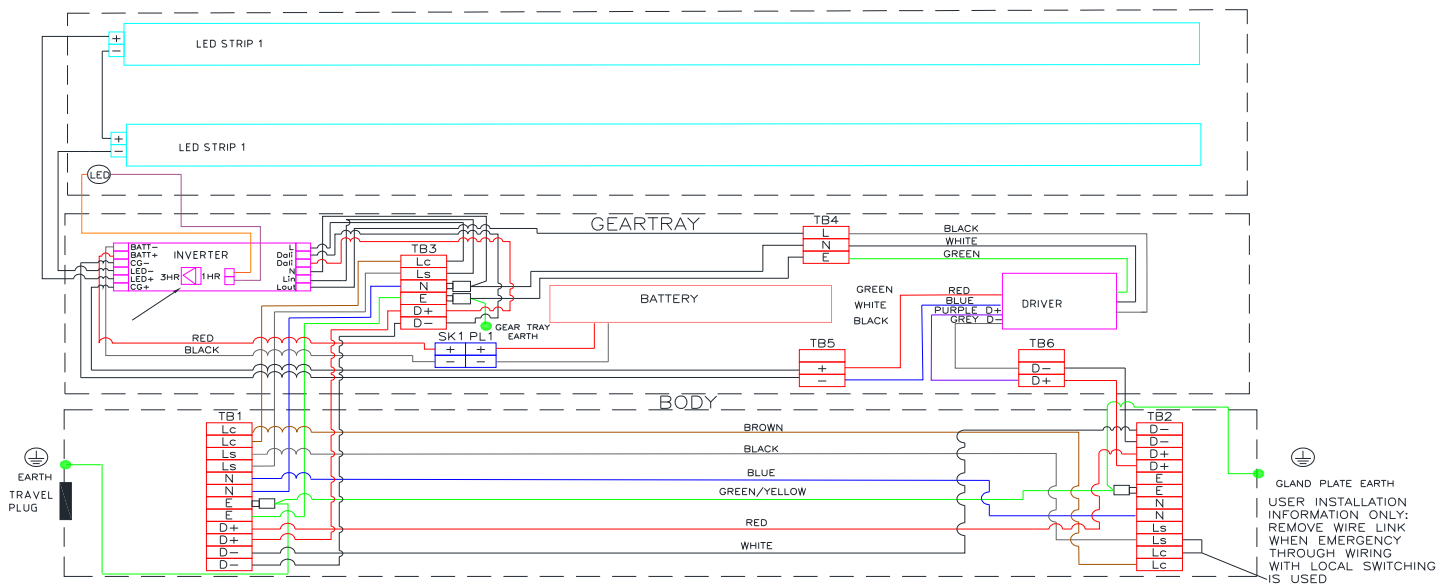 +
−
LED STRIP 1
+
−
LED STRIP 1
LED
GEARTRAY
BATT−
BATT+
CG−
LED−
LED+
CG+
INVERTER
3HR
1HR
L
Dali
Dali
N
Lin
Lout
TB3
Lc
Ls
N
E
D+
D−
GEAR TRAY
EARTH
BATTERY
TB4
L
N
E
BLACK
WHITE
GREEN
GREEN
WHITE
BLACK
RED
BLUE
PURPLE D+
GREY D−
DRIVER
RED
BLACK
SK1 PL1
+ +
− −
TB5
+
−
TB6
D−
D+
BODY
TB1
Lc
Lc
Ls
Ls
N
N
E
E
D+
D+
D−
D−
BROWN
BLACK
BLUE
GREEN/YELLOW
RED
WHITE
TB2
D−
D−
D+
D+
E
E
N
N
Ls
Ls
Lc
Lc
EARTH
TRAVEL
PLUG
GLAND PLATE EARTH
USER INSTALLATION
INFORMATION ONLY:
REMOVE WIRE LINK
WHEN EMERGENCY
THROUGH WIRING
WITH LOCAL SWITCHING
IS USED